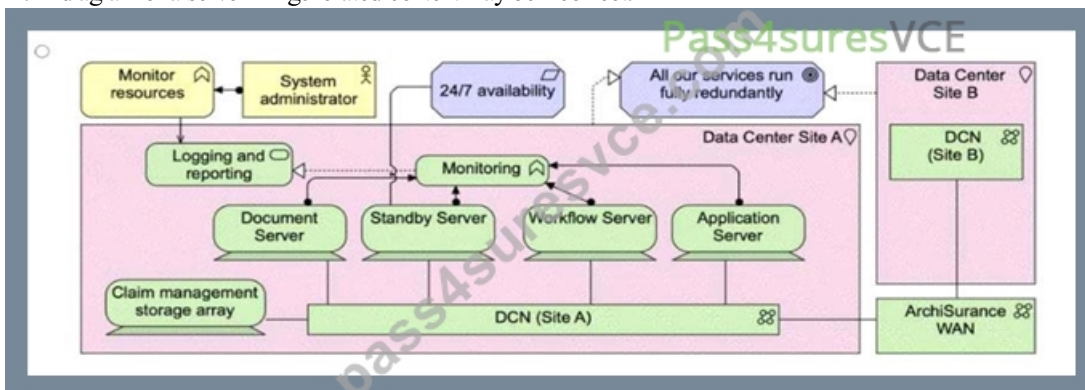 Pass4suresVCE
Monitor
resources
System
administrator
24/7 availability
All our services run
fully redundantly
Data Center
Site B
Data Center Site A
DCN
(Site B)
Logging and
reporting
Monitoring
Document
Server
Standby Server
Workflow Server
Application
Server
Claim management
storage array
DCN (Site A)
ArchiSurance
WAN
pass4suresvce.com